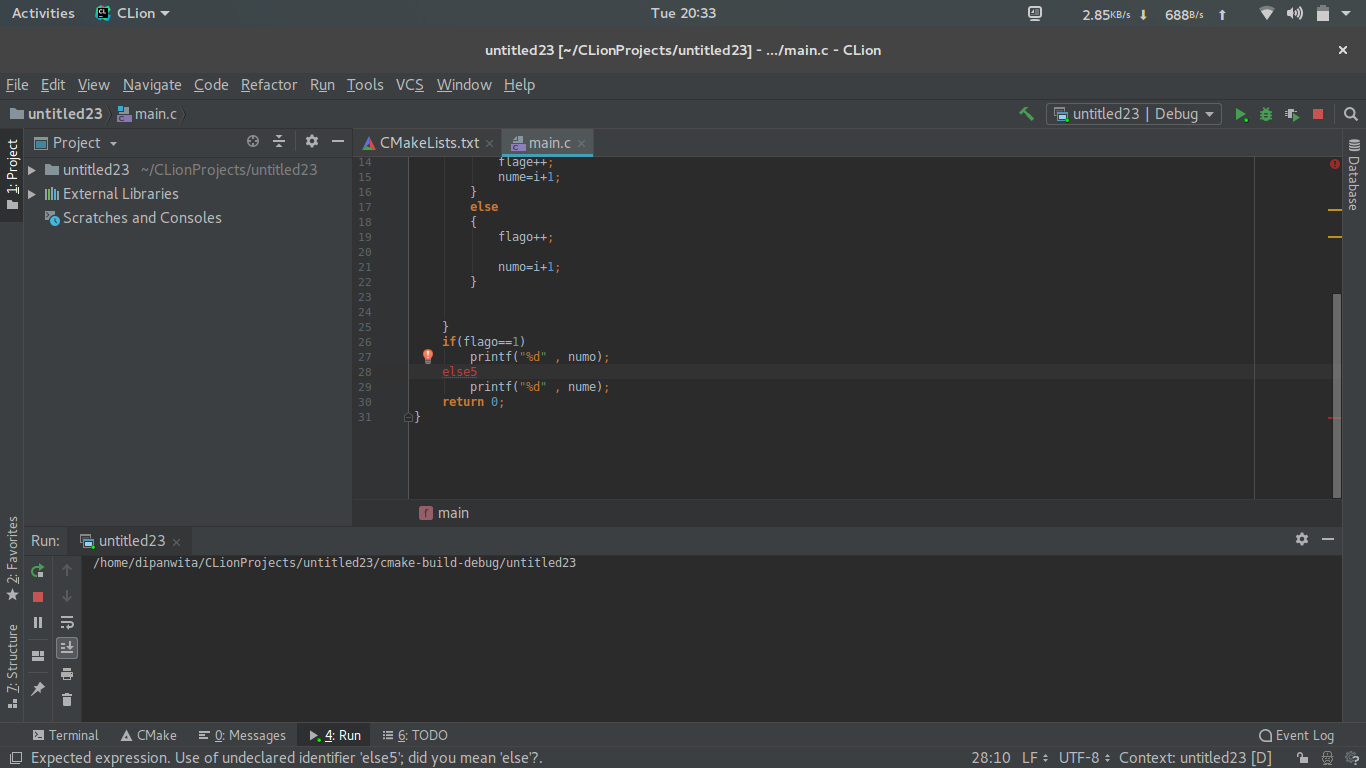 Activities CLion Tue 20:33 2.85KB/s 688B/s
untitled23 [~/CLionProjects/untitled23] - .../main.c - CLion
File Edit View Navigate Code Refactor Run Tools VCS Window Help
untitled23 main.c untitled23 | Debug
1: Project
Project
CMakeLists.txt main.c
untitled23 ~/CLionProjects/untitled23
External Libraries
Scratches and Consoles
14 flage++;
15 nume=i+1;
16 }
17 else
18 {
19 flago++;
20
21 numo=i+1;
22 }
23
24
25 }
26 if(flago==1)
27 printf("%d" , numo);
28 else5
29 printf("%d" , nume);
30 return 0;
31 }
Database
f main
2: Favorites
7: Structure
Run: untitled23
/home/dipanwita/CLionProjects/untitled23/cmake-build-debug/untitled23
Terminal CMake 0: Messages 4: Run 6: TODO Event Log
Expected expression. Use of undeclared identifier 'else5'; did you mean 'else'?. 28:10 LF UTF-8 Context: untitled23 [D]